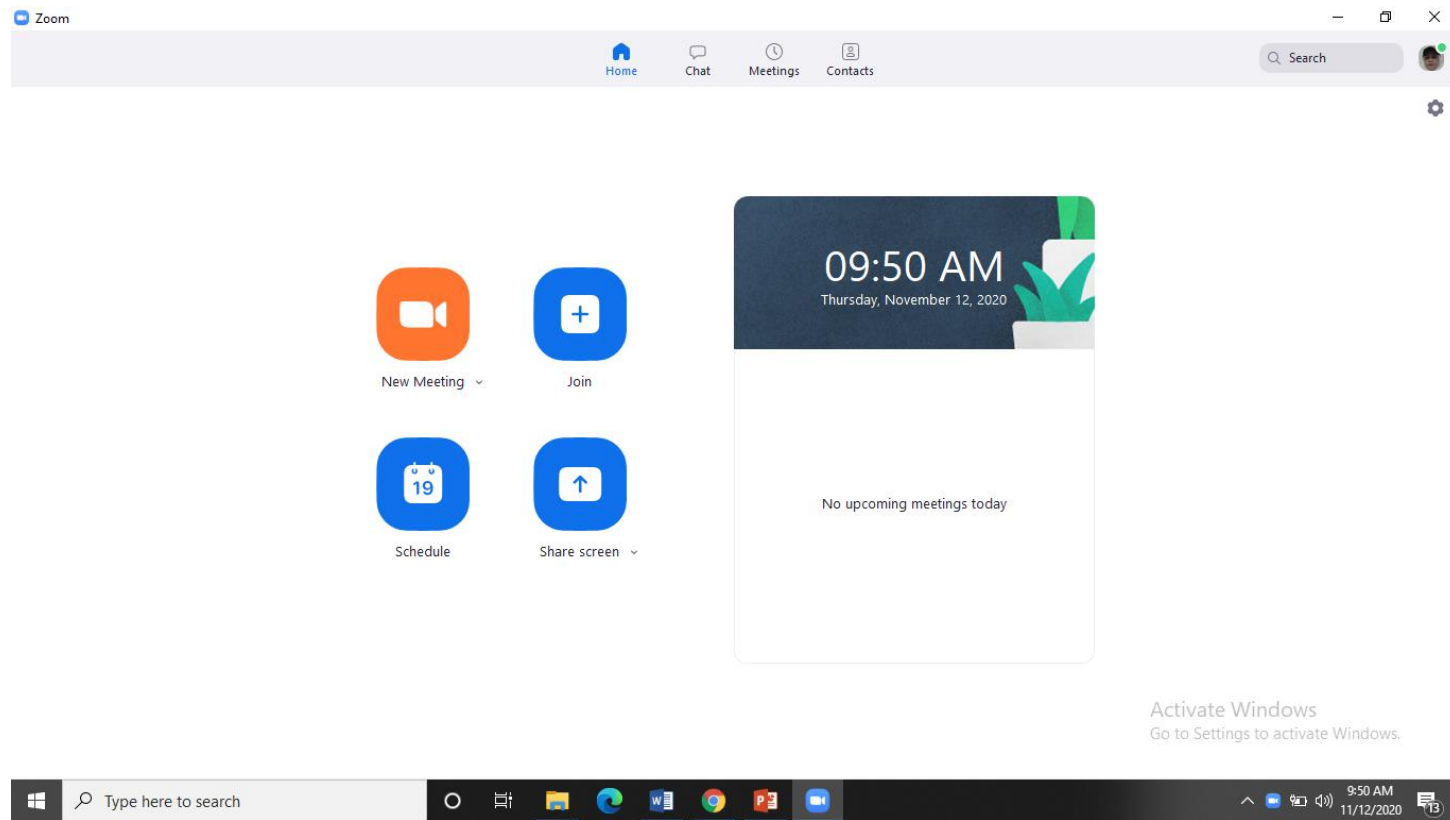 Zoom
Home
Chat
Meetings
Contacts
Search
09:50 AM
Thursday, November 12, 2020
New Meeting
Join
19
Schedule
Share screen
No upcoming meetings today
Activate Windows
Go to Settings to activate Windows.
Type here to search
9:50 AM
11/12/2020
13